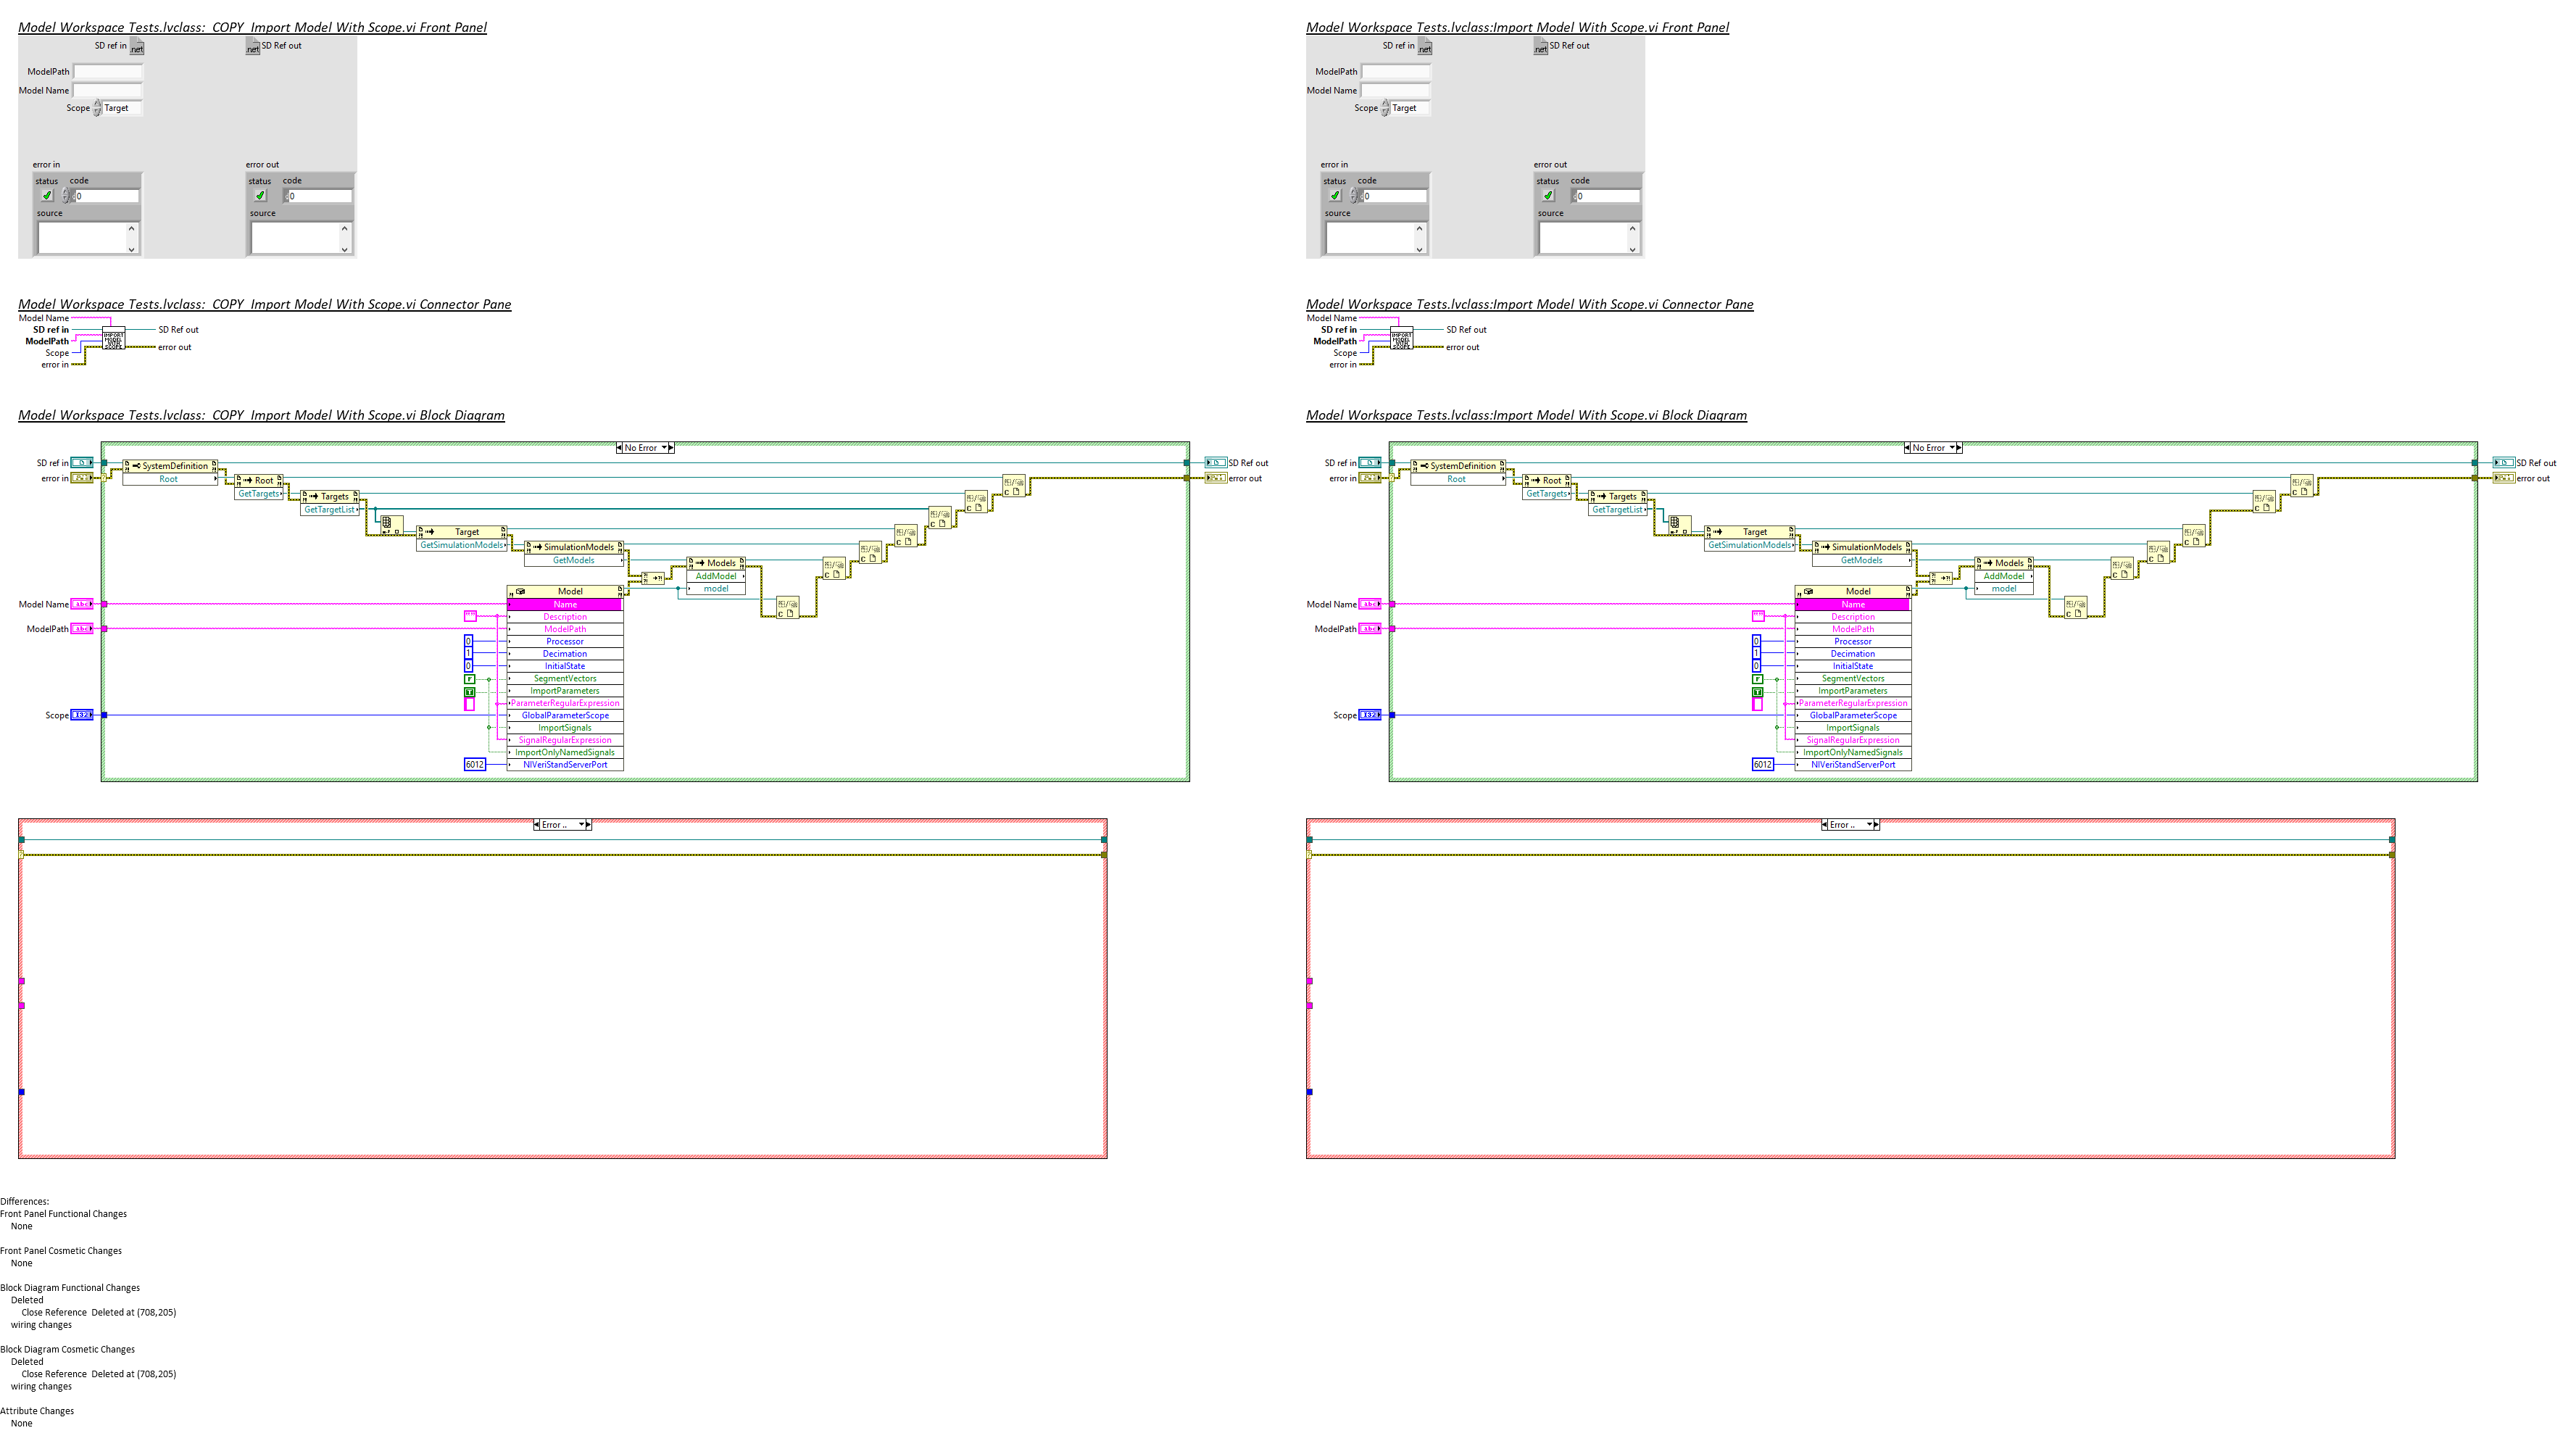 Model Workspace Tests.lvclass:  COPY  Import Model With Scope.vi Front Panel
SD ref in
.net
.net
SD Ref out
ModelPath
Model Name
Scope
Target
error in
error out
status
code
status
code
0
0
source
source
Model Workspace Tests.lvclass:  COPY  Import Model With Scope.vi Connector Pane
Model Name
SD ref in
SD Ref out
ModelPath
IMPORT
MODEL
WITH
SCOPE
error out
Scope
error in
Model Workspace Tests.lvclass:  COPY  Import Model With Scope.vi Block Diagram
No Error
SD ref in
SystemDefinition
SD Ref out
error in
Root
Root
error out
GetTargets
Targets
GetTargetList
Target
GetSimulationModels
SimulationModels
GetModels
Models
AddModel
model
Model
Model Name
abc
Name
Description
ModelPath
abc
ModelPath
0
Processor
1
Decimation
0
InitialState
SegmentVectors
T
ImportParameters
ParameterRegularExpression
Scope
I32
GlobalParameterScope
ImportSignals
SignalRegularExpression
ImportOnlyNamedSignals
6012
NIVeriStandServerPort
Error ..
Model Workspace Tests.lvclass:Import Model With Scope.vi Front Panel
SD ref in
.net
.net
SD Ref out
ModelPath
Model Name
Scope
Target
error in
error out
status
code
status
code
0
0
source
source
Model Workspace Tests.lvclass:Import Model With Scope.vi Connector Pane
Model Name
SD ref in
SD Ref out
ModelPath
IMPORT
MODEL
WITH
SCOPE
error out
Scope
error in
Model Workspace Tests.lvclass:Import Model With Scope.vi Block Diagram
No Error
SD ref in
SystemDefinition
SD Ref out
error in
Root
Root
error out
GetTargets
Targets
GetTargetList
Target
GetSimulationModels
SimulationModels
GetModels
Models
AddModel
model
Model
Model Name
abc
Name
Description
ModelPath
abc
ModelPath
0
Processor
1
Decimation
0
InitialState
SegmentVectors
T
ImportParameters
ParameterRegularExpression
Scope
I32
GlobalParameterScope
ImportSignals
SignalRegularExpression
ImportOnlyNamedSignals
6012
NIVeriStandServerPort
Error ..
Differences:
Front Panel Functional Changes
None
Front Panel Cosmetic Changes
None
Block Diagram Functional Changes
Deleted
Close Reference  Deleted at (708,205)
wiring changes
Block Diagram Cosmetic Changes
Deleted
Close Reference  Deleted at (708,205)
wiring changes
Attribute Changes
None